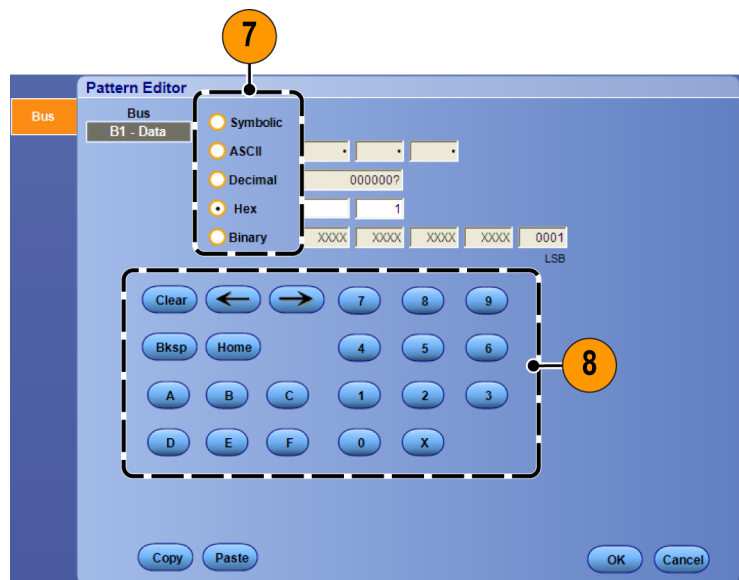 7
Pattern Editor
Bus
Bus
B1 - Data
Symbolic
ASCII
Decimal 000000?
Hex 1
Binary XXXX XXXX XXXX XXXX 0001
LSB
Clear ← → 7 8 9
Bksp Home 4 5 6
8
A B C 1 2 3
D E F 0 X
Copy Paste OK Cancel